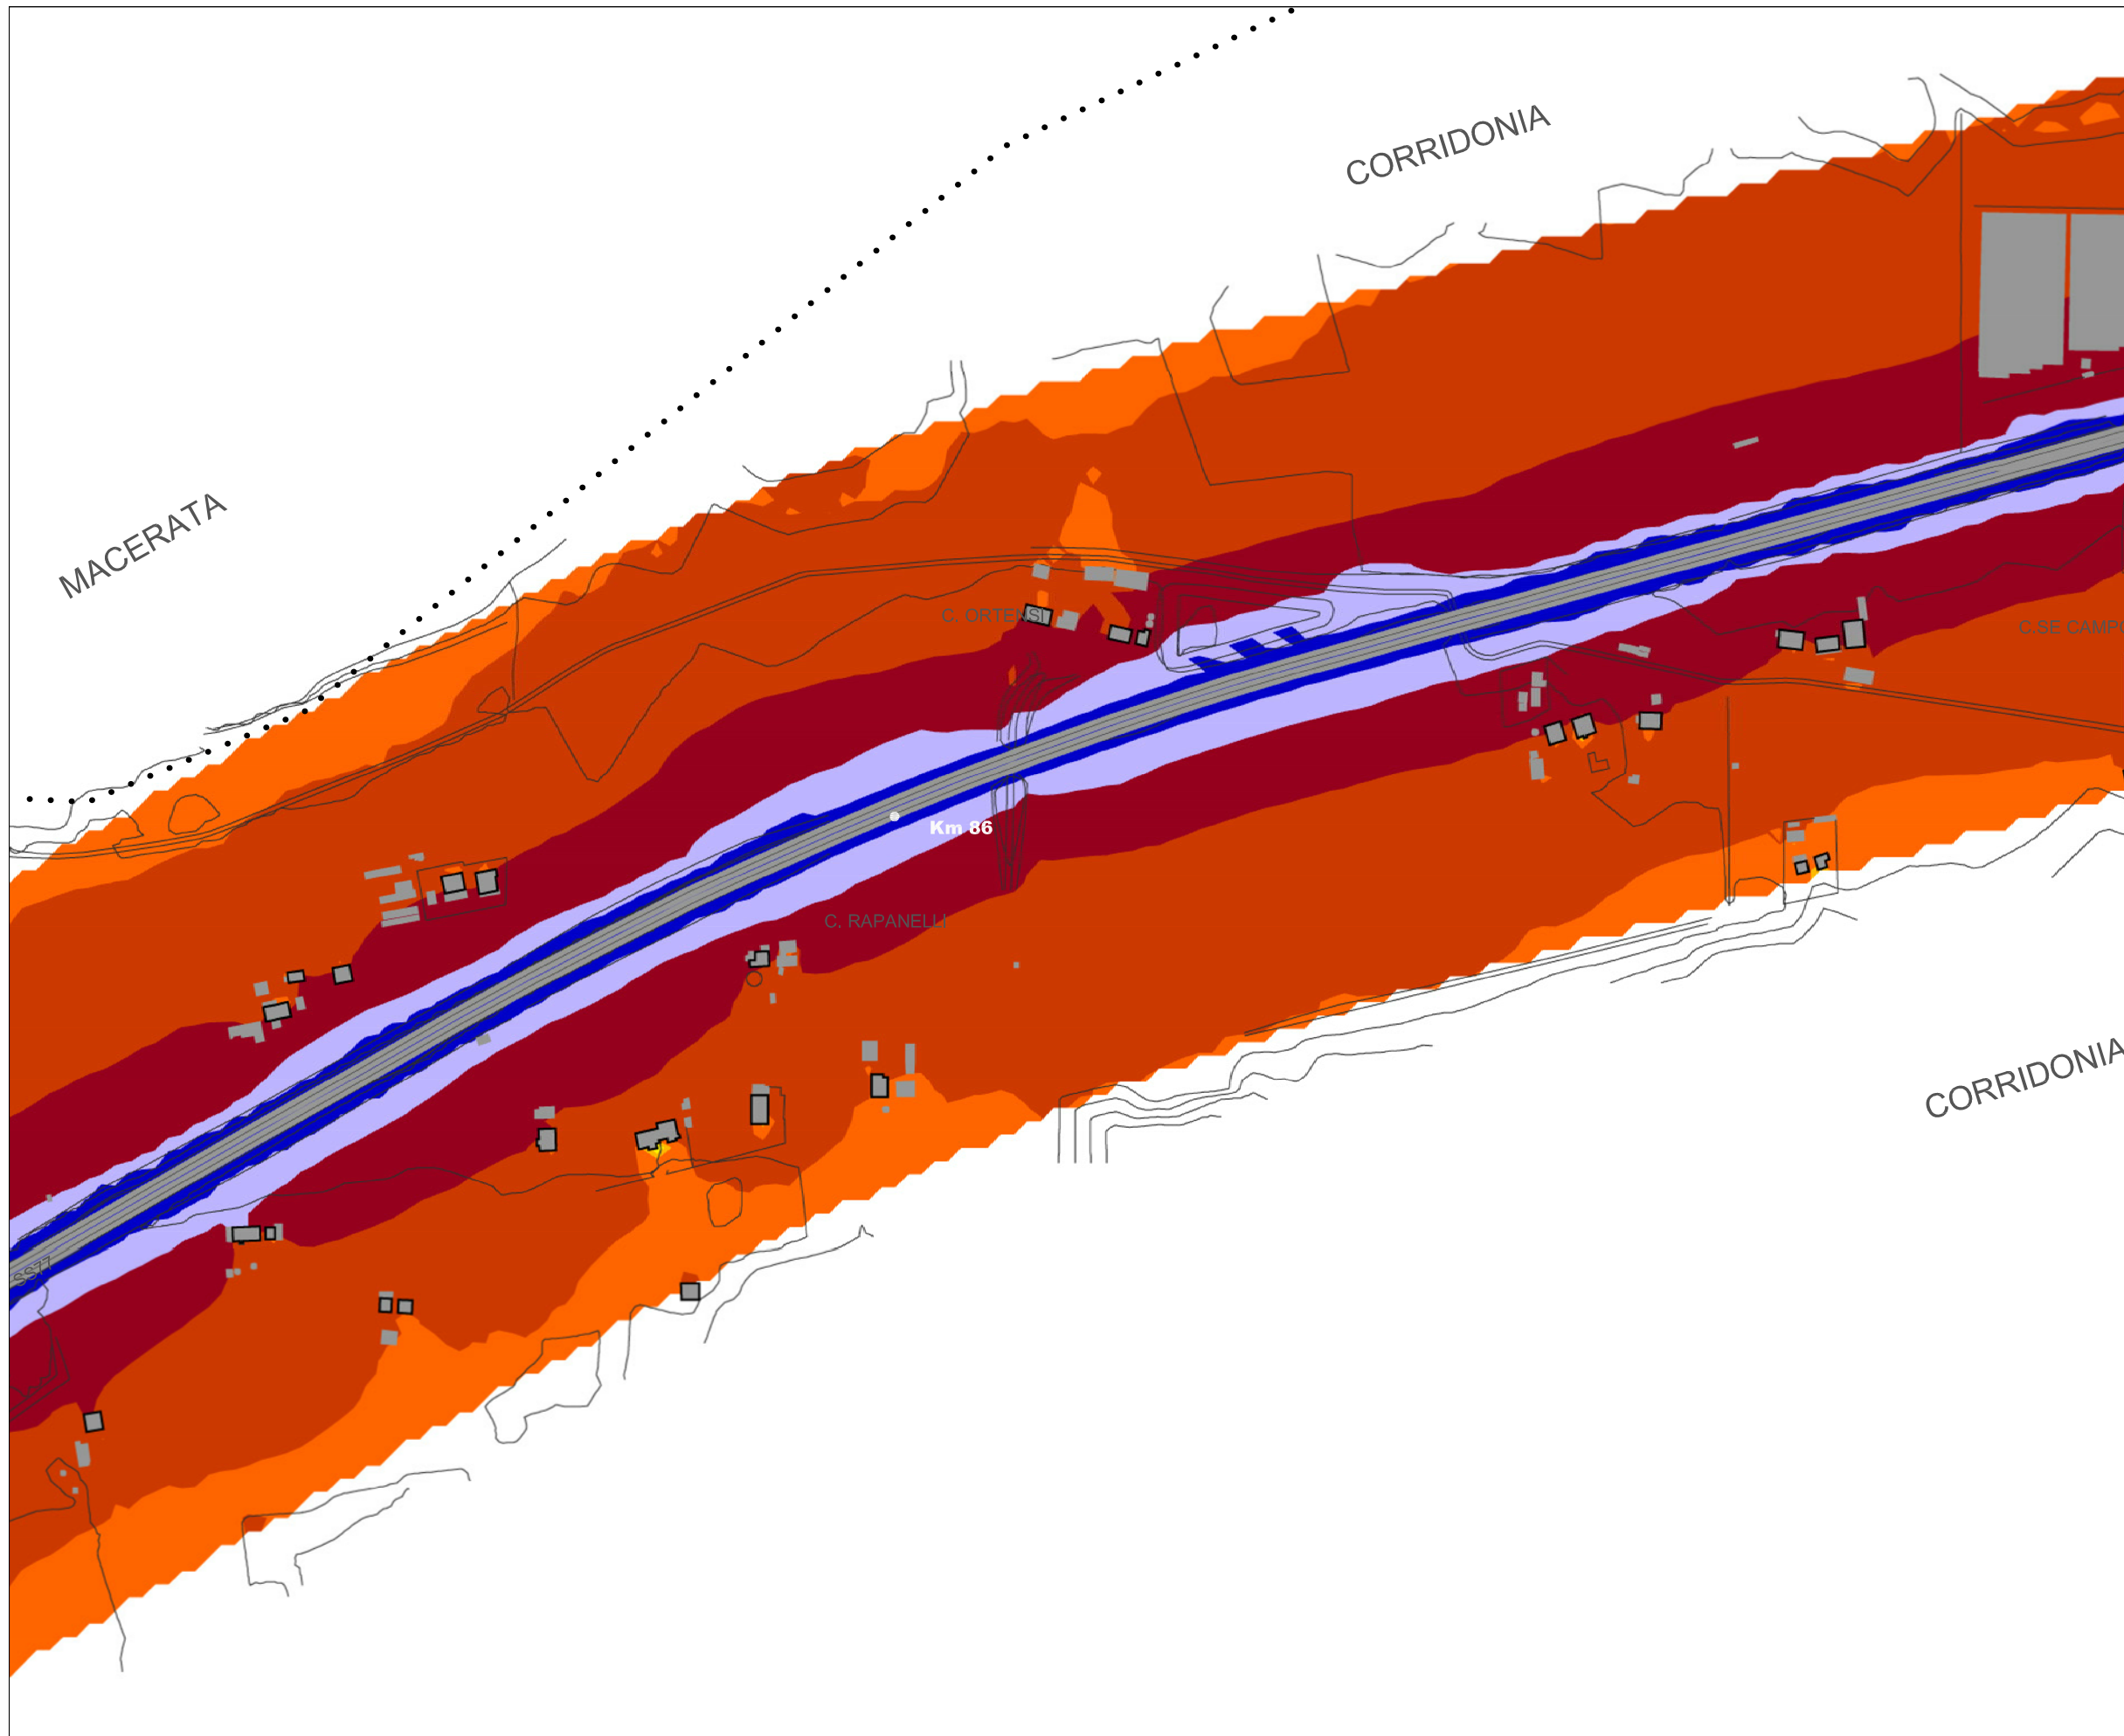 CORRIDONIA
MACERATA
C. ORTENSI
C.SE CAMPO
Km 86
C. RAPANELLI
CORRIDONIA
SS77